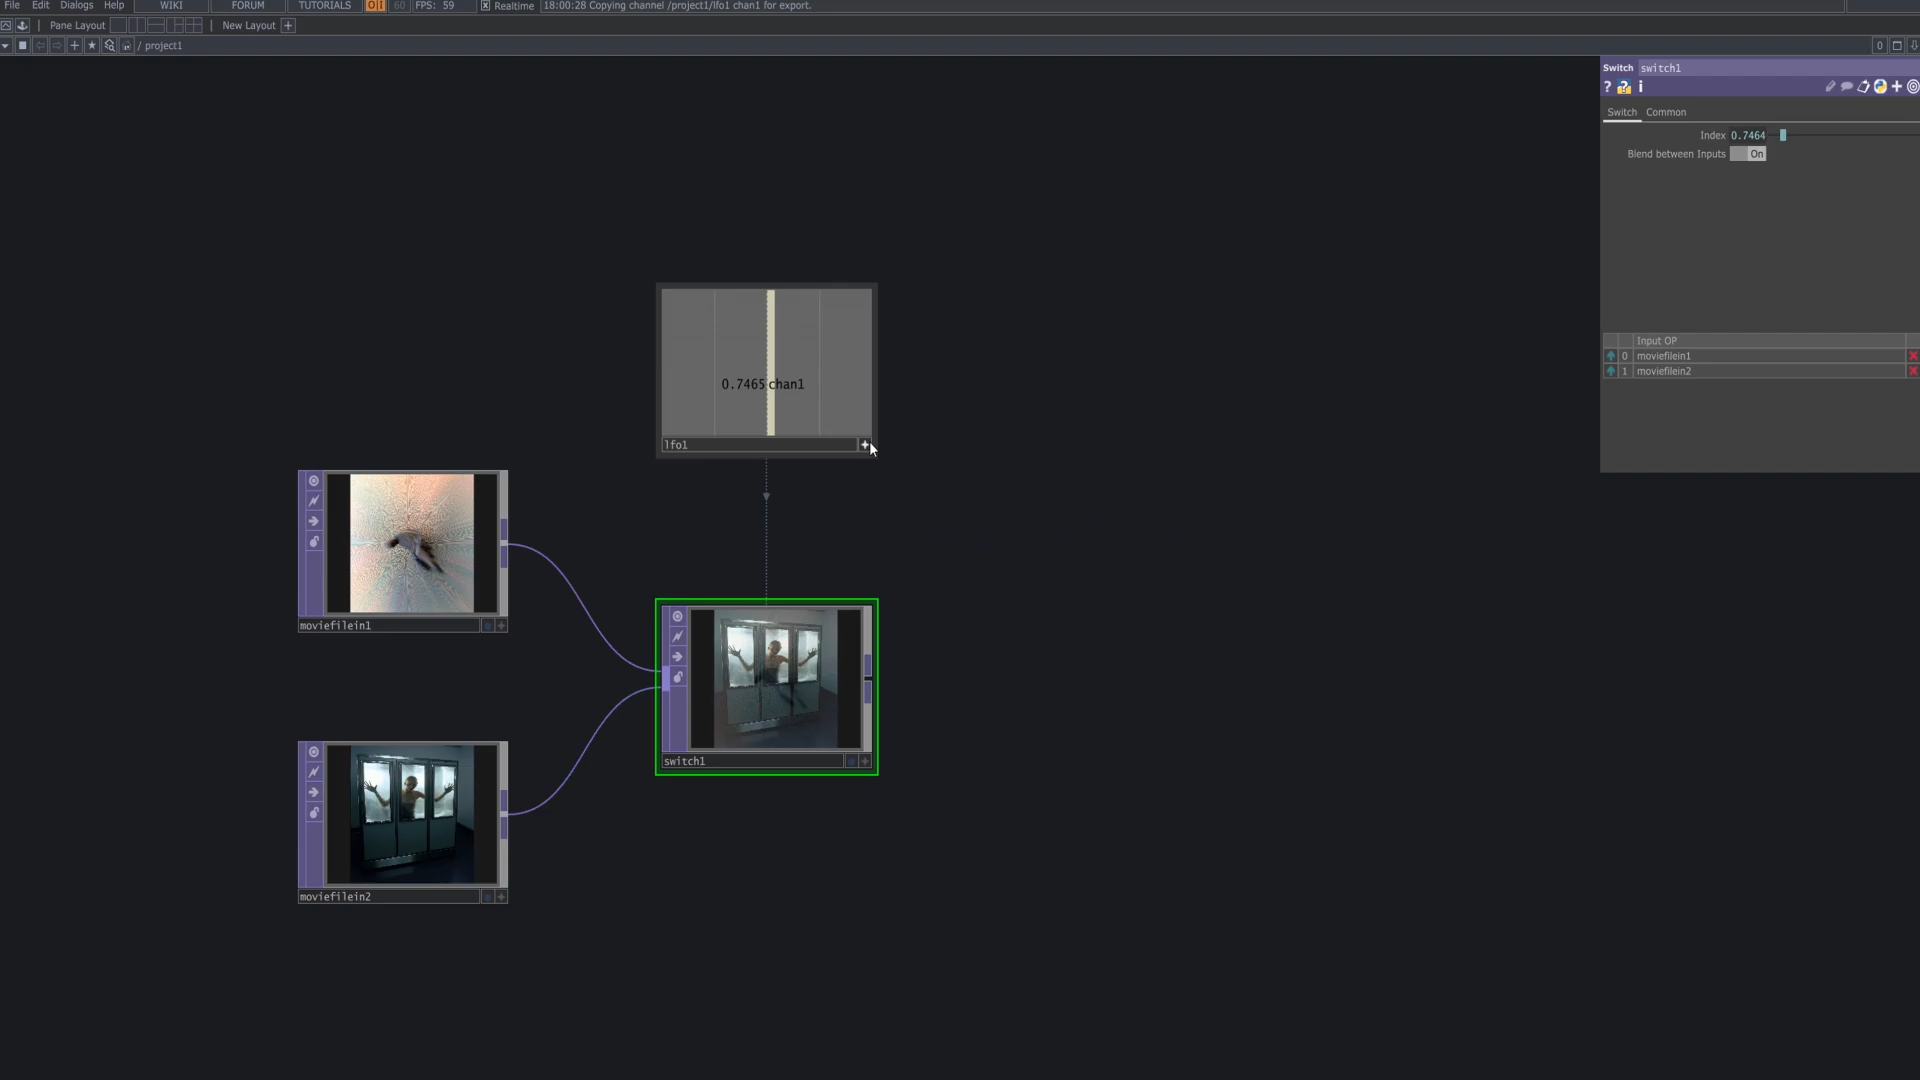 File Edit Dialogs Help WIKI FORUM TUTORIALS O|I 60 FPS: 59 Realtime 18:00:28 Copying channel /project1/lfo1 chan1 for export.
Pane Layout New Layout +
/ project1 0
Switch switch1
? ? i
Switch Common
Index 0.7464
Blend between Inputs On
0.7465 chan1
lfo1
Input OP
0 moviefilein1
1 moviefilein2
moviefilein1
switch1
moviefilein2